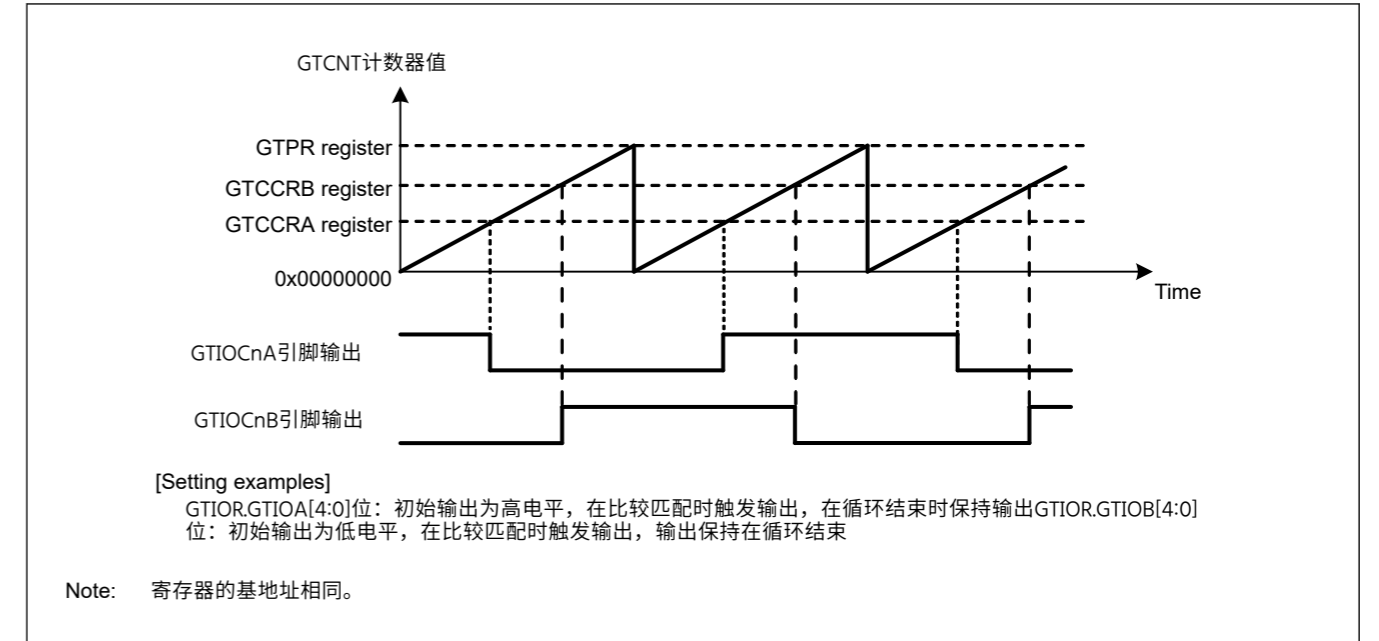 GTCNT计数器值
GTPR register
GTCCRB register
GTCCRA register
0x00000000
Time
GTIOCnA引脚输出
GTIOCnB引脚输出
[Setting examples]
GTIOR.GTIOA[4:0]位：初始输出为高电平，在比较匹配时触发输出，在循环结束时保持输出GTIOR.GTIOB[4:0]
位：初始输出为低电平，在比较匹配时触发输出，输出保持在循环结束
Note: 寄存器的基地址相同。